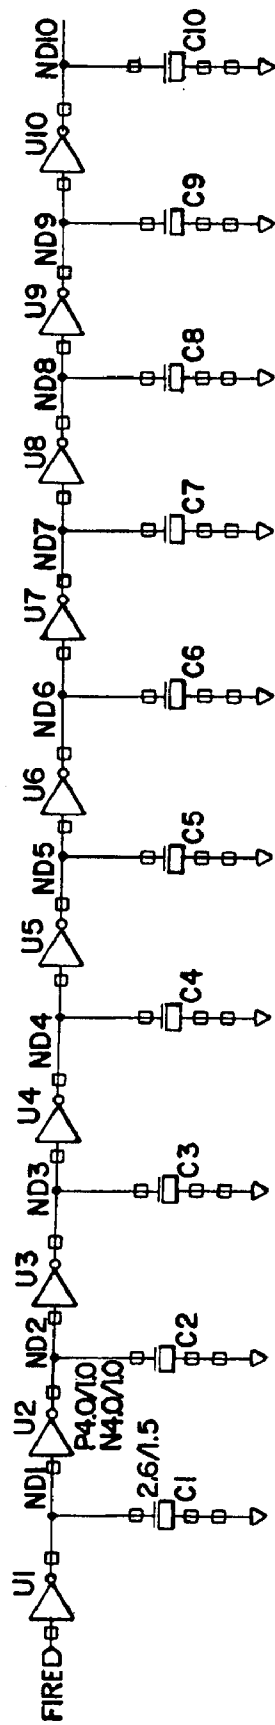 FIRED
U1
ND1
U2
P4.0/1.0
N4.0/1.0
ND2
U3
ND3
U4
ND4
U5
ND5
U6
ND6
U7
ND7
U8
ND8
U9
ND9
U10
ND10
2.6/1.5
C1
C2
C3
C4
C5
C6
C7
C8
C9
C10